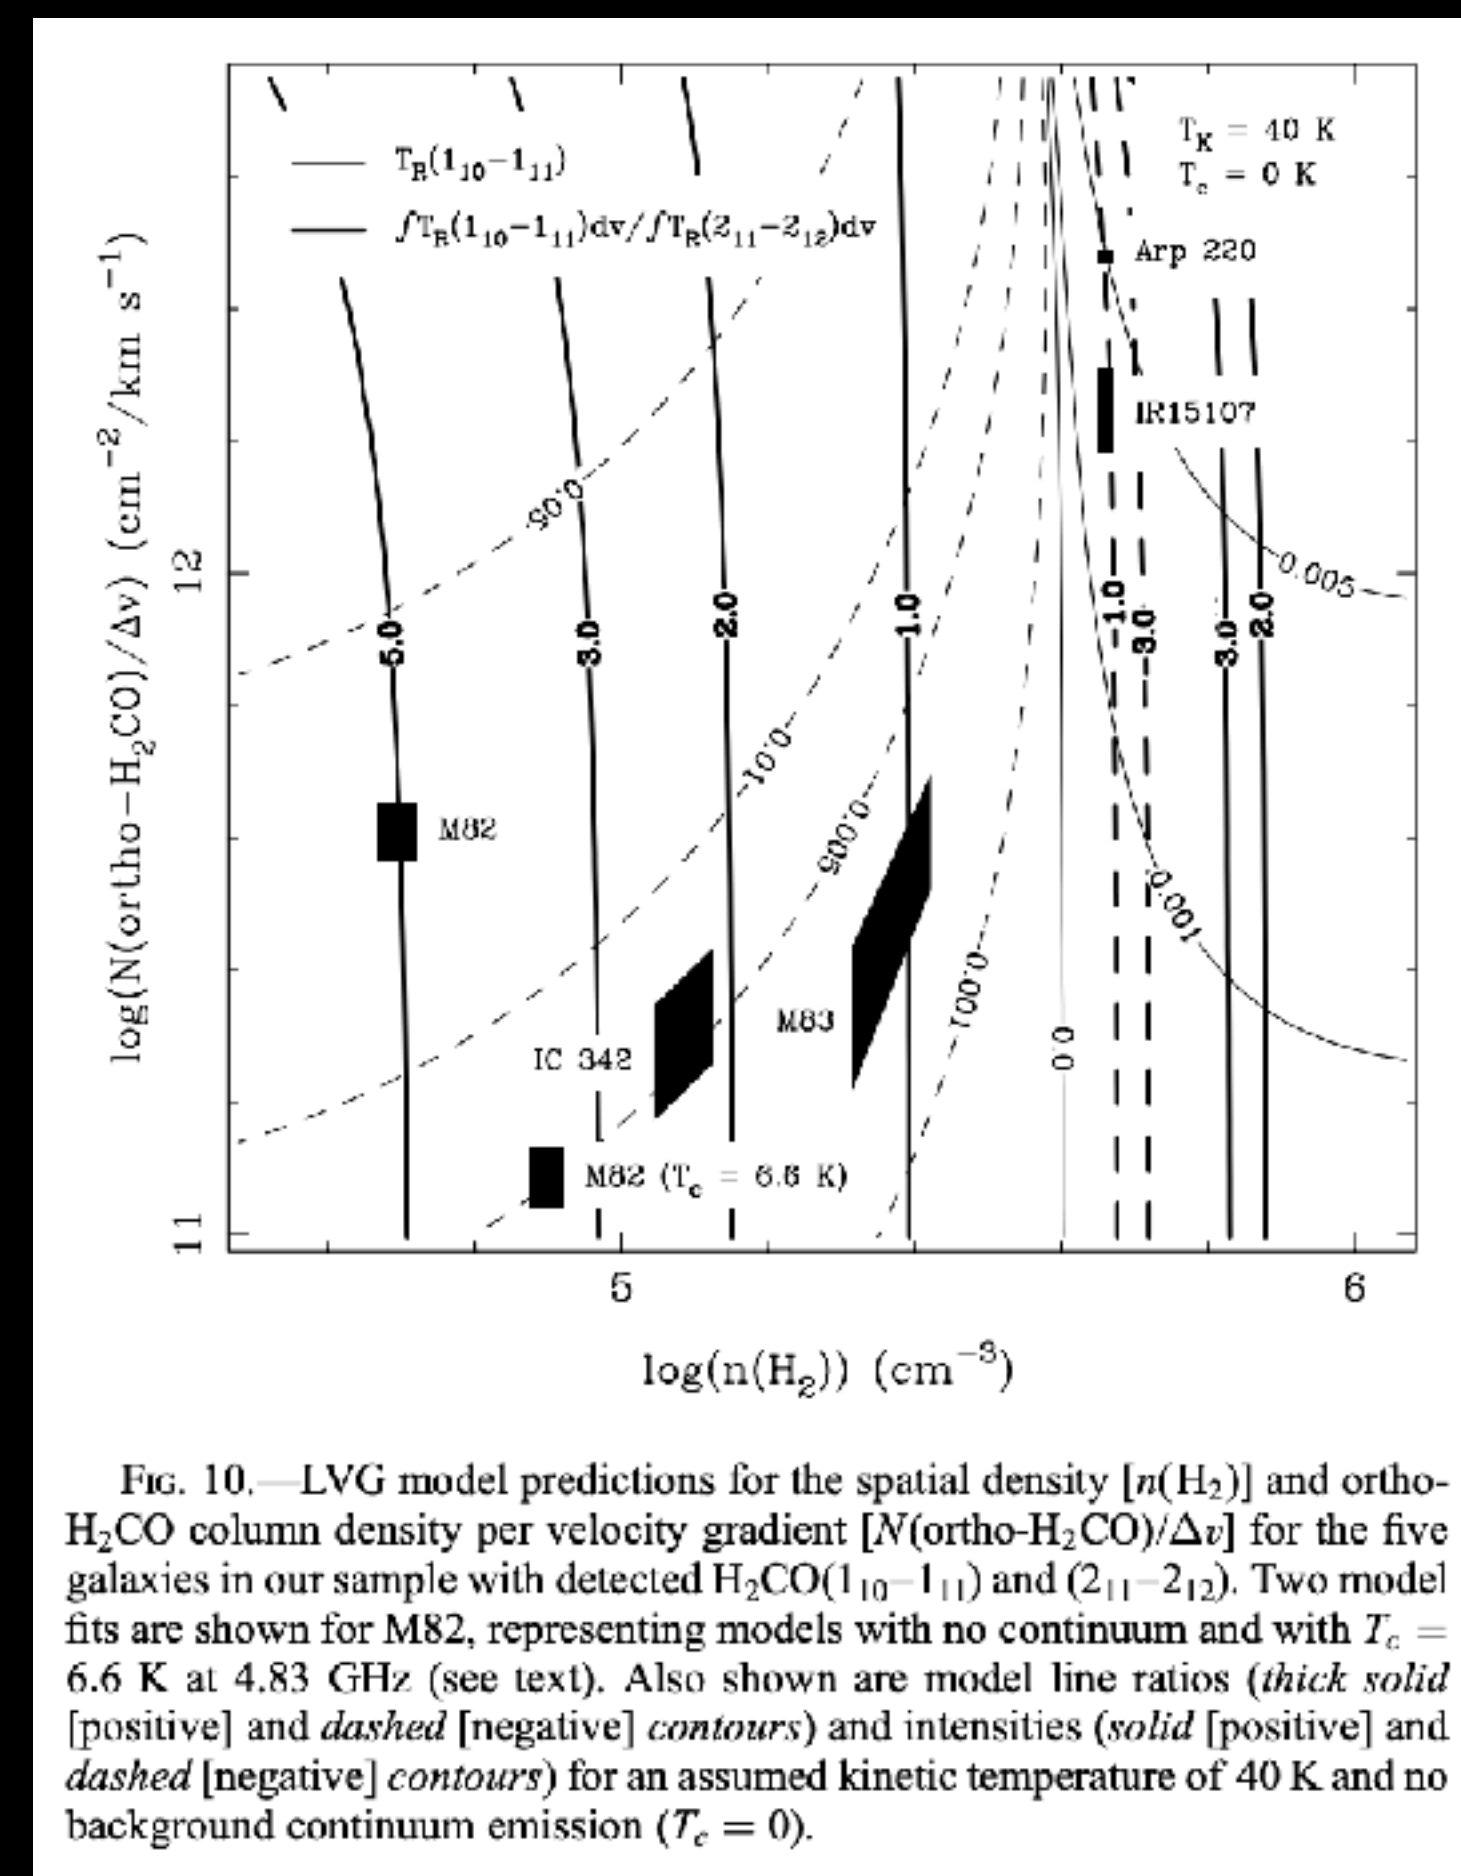 T_K = 40 K
T_c = 0 K
T_R(1_10−1_11)
∫T_R(1_10−1_11)dv/∫T_R(2_11−2_12)dv
Arp 220
IR15107
-0.05
0.005
12
5.0
3.0
2.0
1.0
-1.0
-3.0
3.0
2.0
-0.01
-0.005
M82
0.001
-0.001
M83
IC 342
0.0
M82 (T_c = 6.6 K)
11
5
6
log(N(ortho−H_2CO)/Δv) (cm^−2/km s^−1)
log(n(H_2)) (cm^−3)
FIG. 10.—LVG model predictions for the spatial density [n(H_2)] and ortho-
H_2CO column density per velocity gradient [N(ortho-H_2CO)/Δv] for the five
galaxies in our sample with detected H_2CO(1_10–1_11) and (2_11–2_12). Two model
fits are shown for M82, representing models with no continuum and with T_c =
6.6 K at 4.83 GHz (see text). Also shown are model line ratios (thick solid
[positive] and dashed [negative] contours) and intensities (solid [positive] and
dashed [negative] contours) for an assumed kinetic temperature of 40 K and no
background continuum emission (T_c = 0).